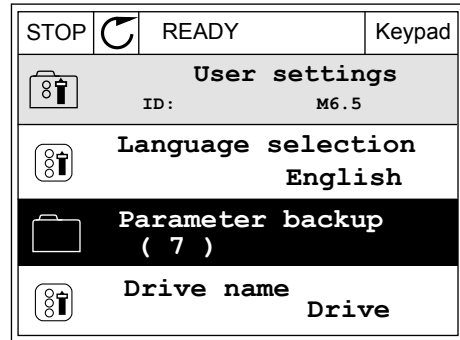 STOP READY Keypad
User settings
ID: M6.5
Language selection
English
Parameter backup
( 7 )
Drive name
Drive